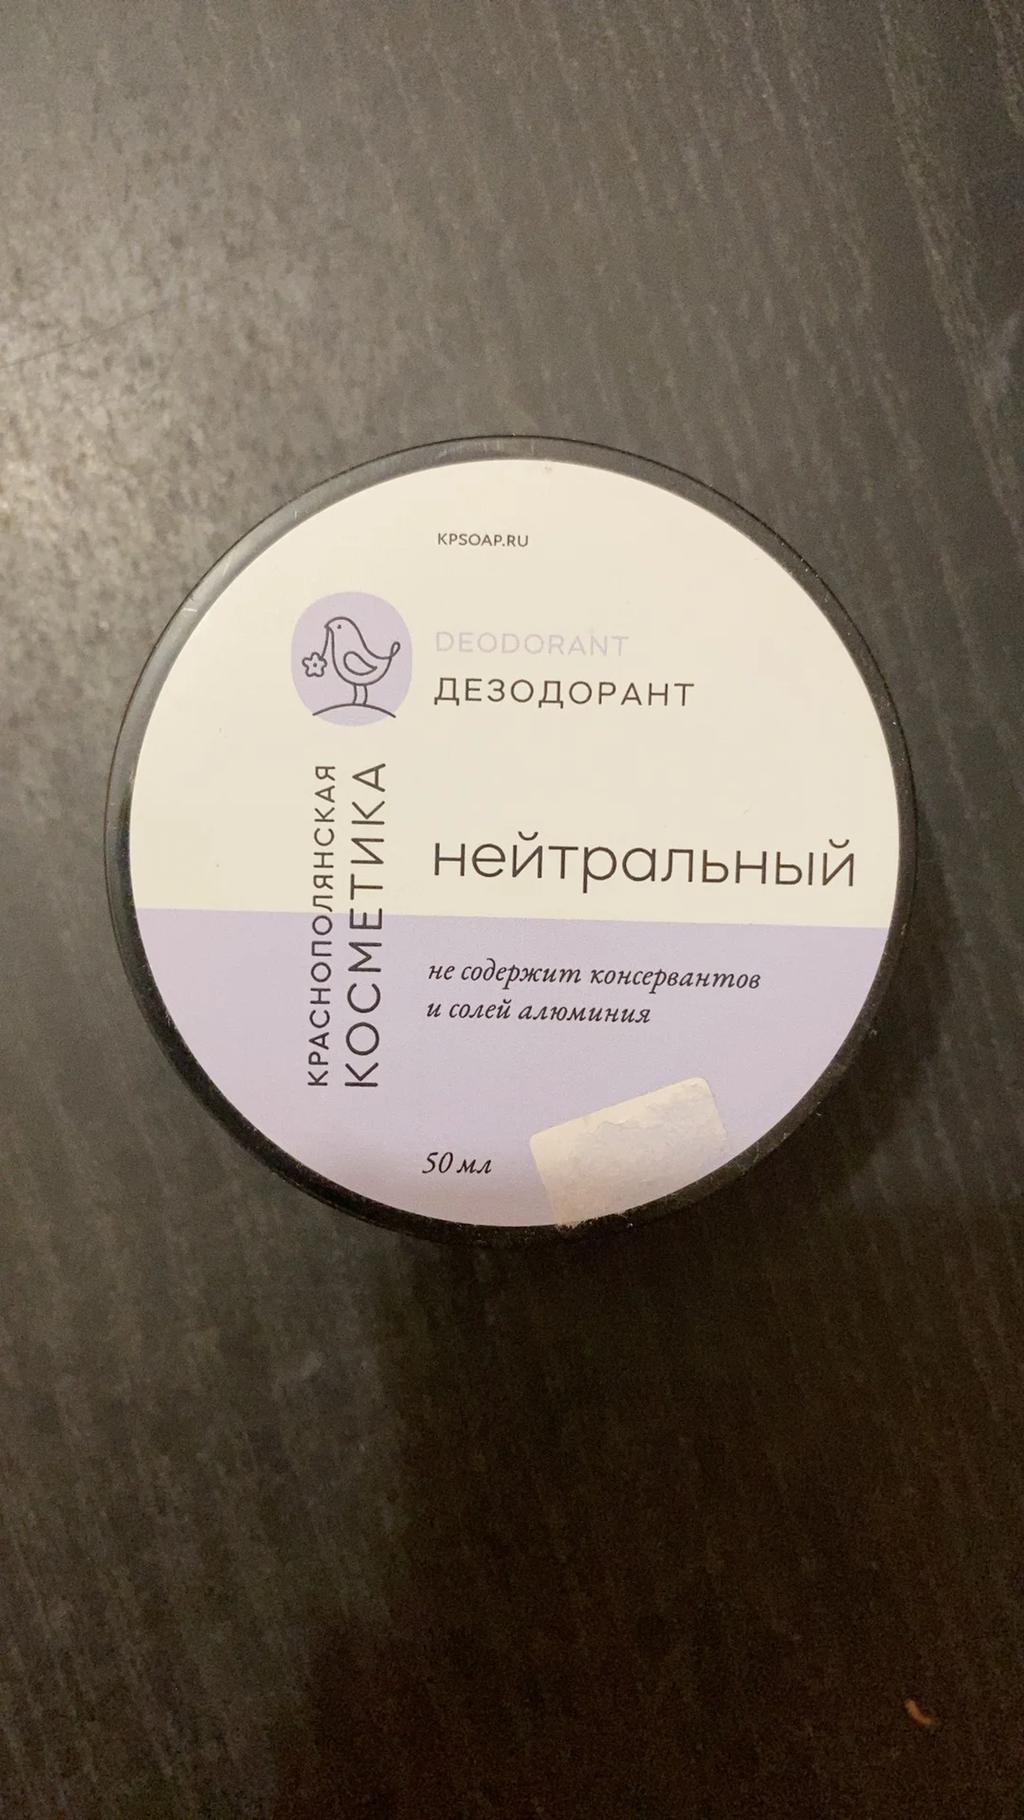 KPSOAP.RU
DEODORANT
ДЕЗОДОРАНТ
КРАСНОПОЛЯНСКАЯ
КОСМЕТИКА
нейтральный
не содержит консервантов
и солей алюминия
50 мл